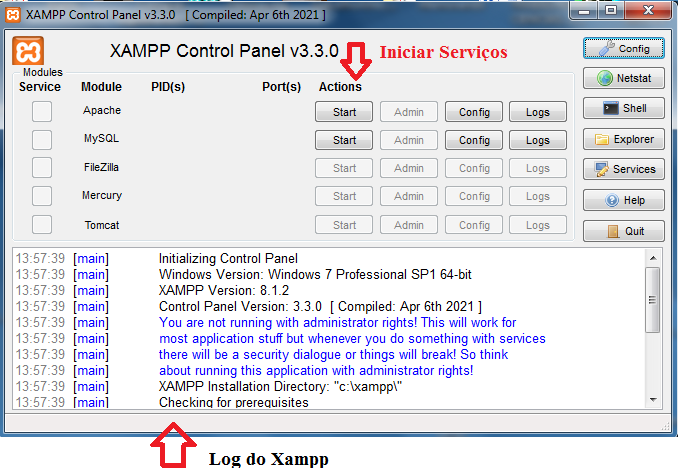 XAMPP Control Panel v3.3.0 [ Compiled: Apr 6th 2021 ]
XAMPP Control Panel v3.3.0
Iniciar Serviços
Config
Modules
Service Module PID(s) Port(s) Actions
Netstat
Apache Start Admin Config Logs
Shell
MySQL Start Admin Config Logs
Explorer
FileZilla Start Admin Config Logs
Services
Mercury Start Admin Config Logs
Help
Tomcat Start Admin Config Logs
Quit
13:57:39 [main] Initializing Control Panel
13:57:39 [main] Windows Version: Windows 7 Professional SP1 64-bit
13:57:39 [main] XAMPP Version: 8.1.2
13:57:39 [main] Control Panel Version: 3.3.0 [ Compiled: Apr 6th 2021 ]
13:57:39 [main] You are not running with administrator rights! This will work for
13:57:39 [main] most application stuff but whenever you do something with services
13:57:39 [main] there will be a security dialogue or things will break! So think
13:57:39 [main] about running this application with administrator rights!
13:57:39 [main] XAMPP Installation Directory: "c:\xampp\"
13:57:39 [main] Checking for prerequisites
Log do Xampp